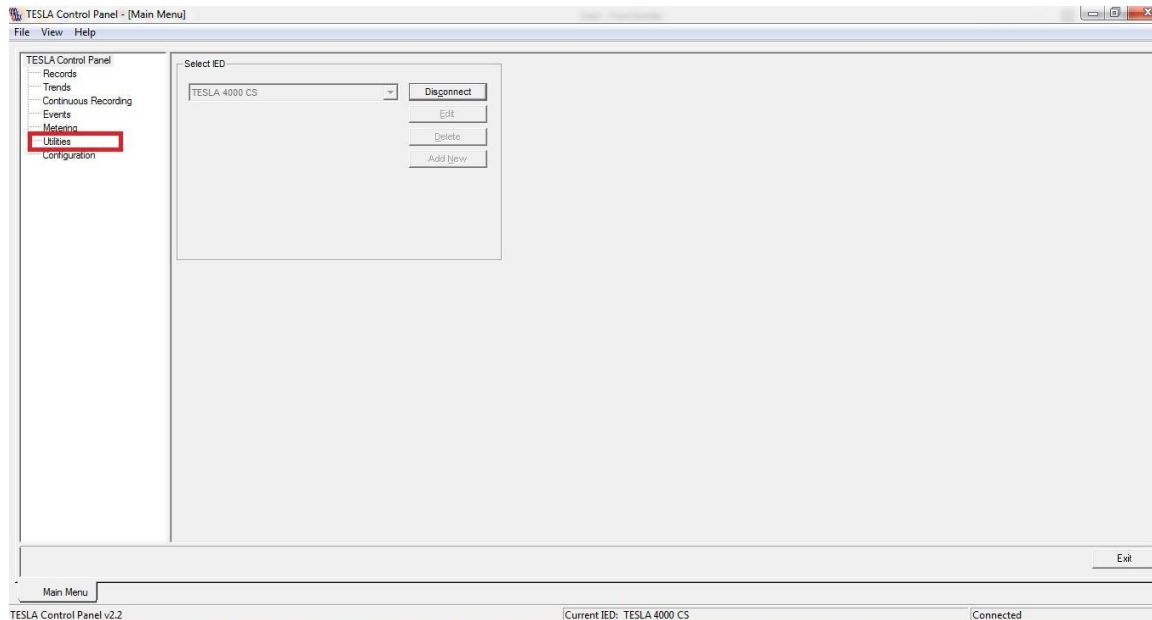 TESLA Control Panel - [Main Menu]
File View Help
TESLA Control Panel
Records
Trends
Continuous Recording
Events
Metering
Utilities
Configuration
Select IED
TESLA 4000 CS
Disconnect
Edit
Delete
Add New
Exit
Main Menu
TESLA Control Panel v2.2 Current IED: TESLA 4000 CS Connected